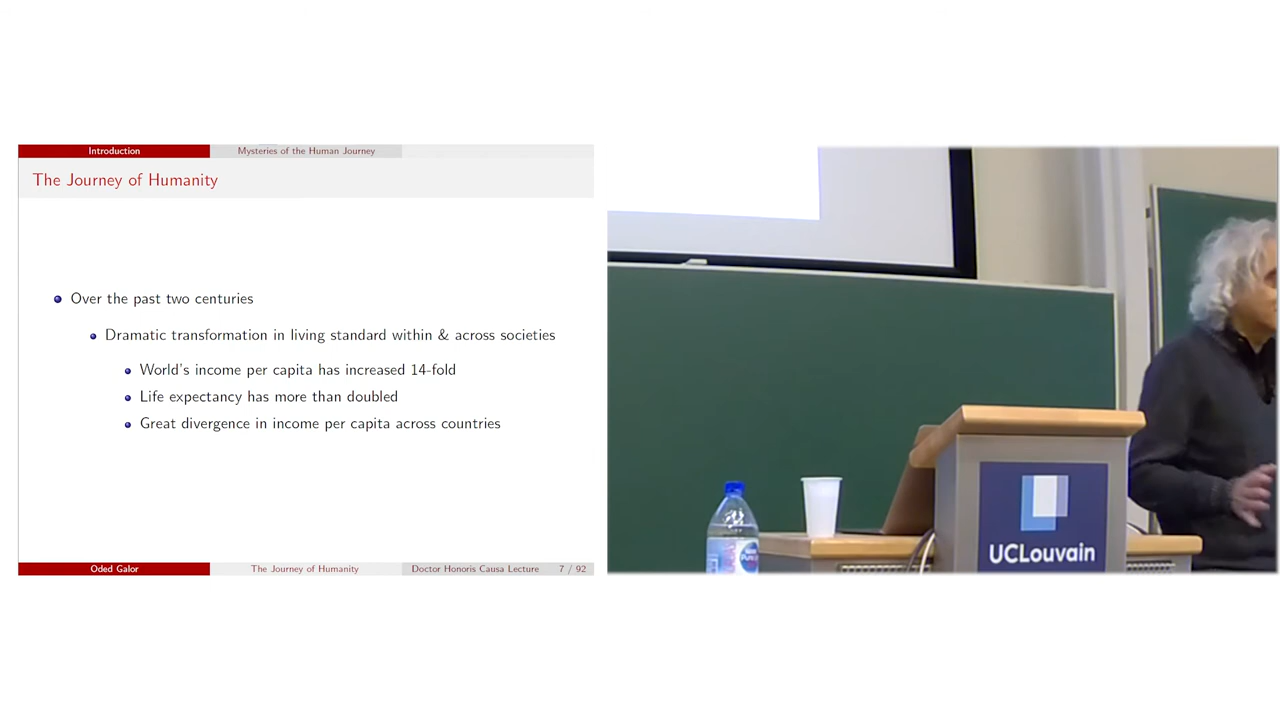 Introduction
Mysteries of the Human Journey
The Journey of Humanity
Over the past two centuries
Dramatic transformation in living standard within & across societies
World's income per capita has increased 14-fold
Life expectancy has more than doubled
Great divergence in income per capita across countries
Oded Galor
The Journey of Humanity
Doctor Honoris Causa Lecture
7 / 92
UCLouvain